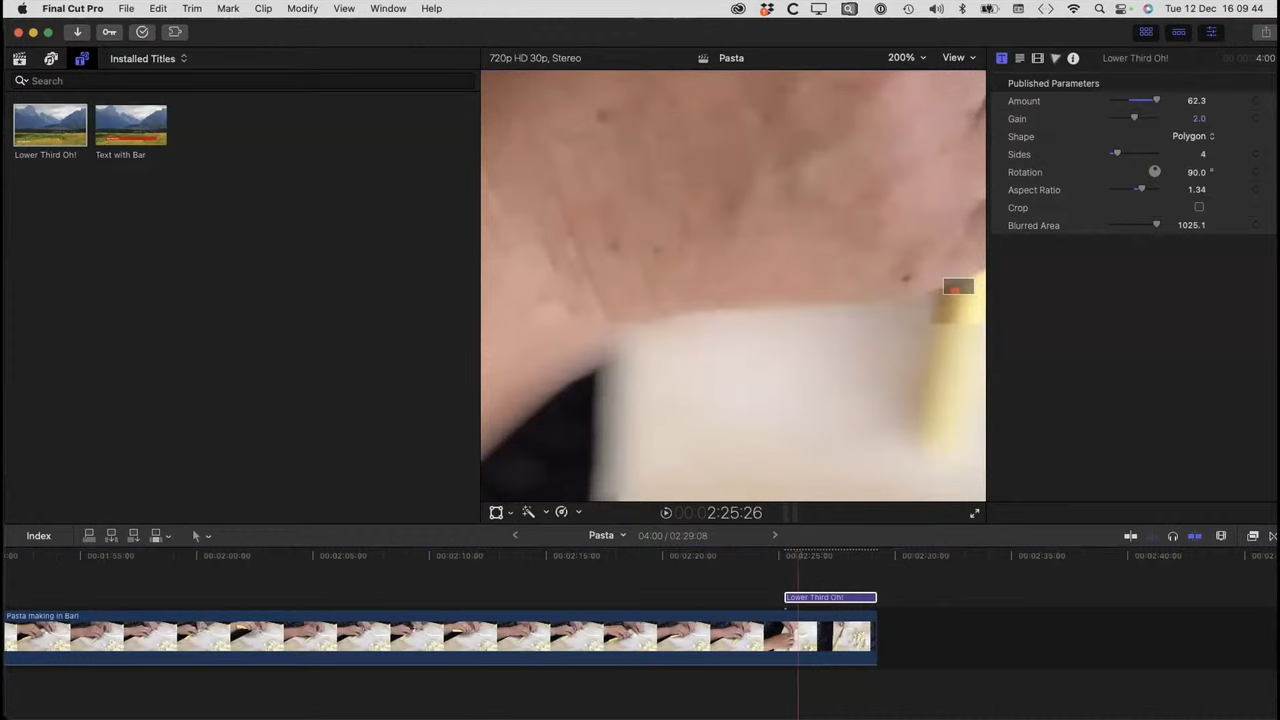 Final Cut Pro File Edit Trim Mark Clip Modify View Window Help Tue 12 Dec 16 09 44
Installed Titles
720p HD 30p, Stereo Pasta 200% View
Lower Third Oh! 4:00
Search
Published Parameters
Amount 62.3
Gain 2.0
Shape Polygon
Sides 4
Rotation 90.0 °
Aspect Ratio 1.34
Crop
Blurred Area 1025.1
Lower Third Oh! Text with Bar
2:25:26
Index Pasta 04:00 / 02:29:08
00:01:55:00 00:02:00:00 00:02:05:00 00:02:10:00 00:02:15:00 00:02:20:00 00:02:25:00 00:02:30:00 00:02:35:00 00:02:40:00
Lower Third Oh!
Pasta making in Bari